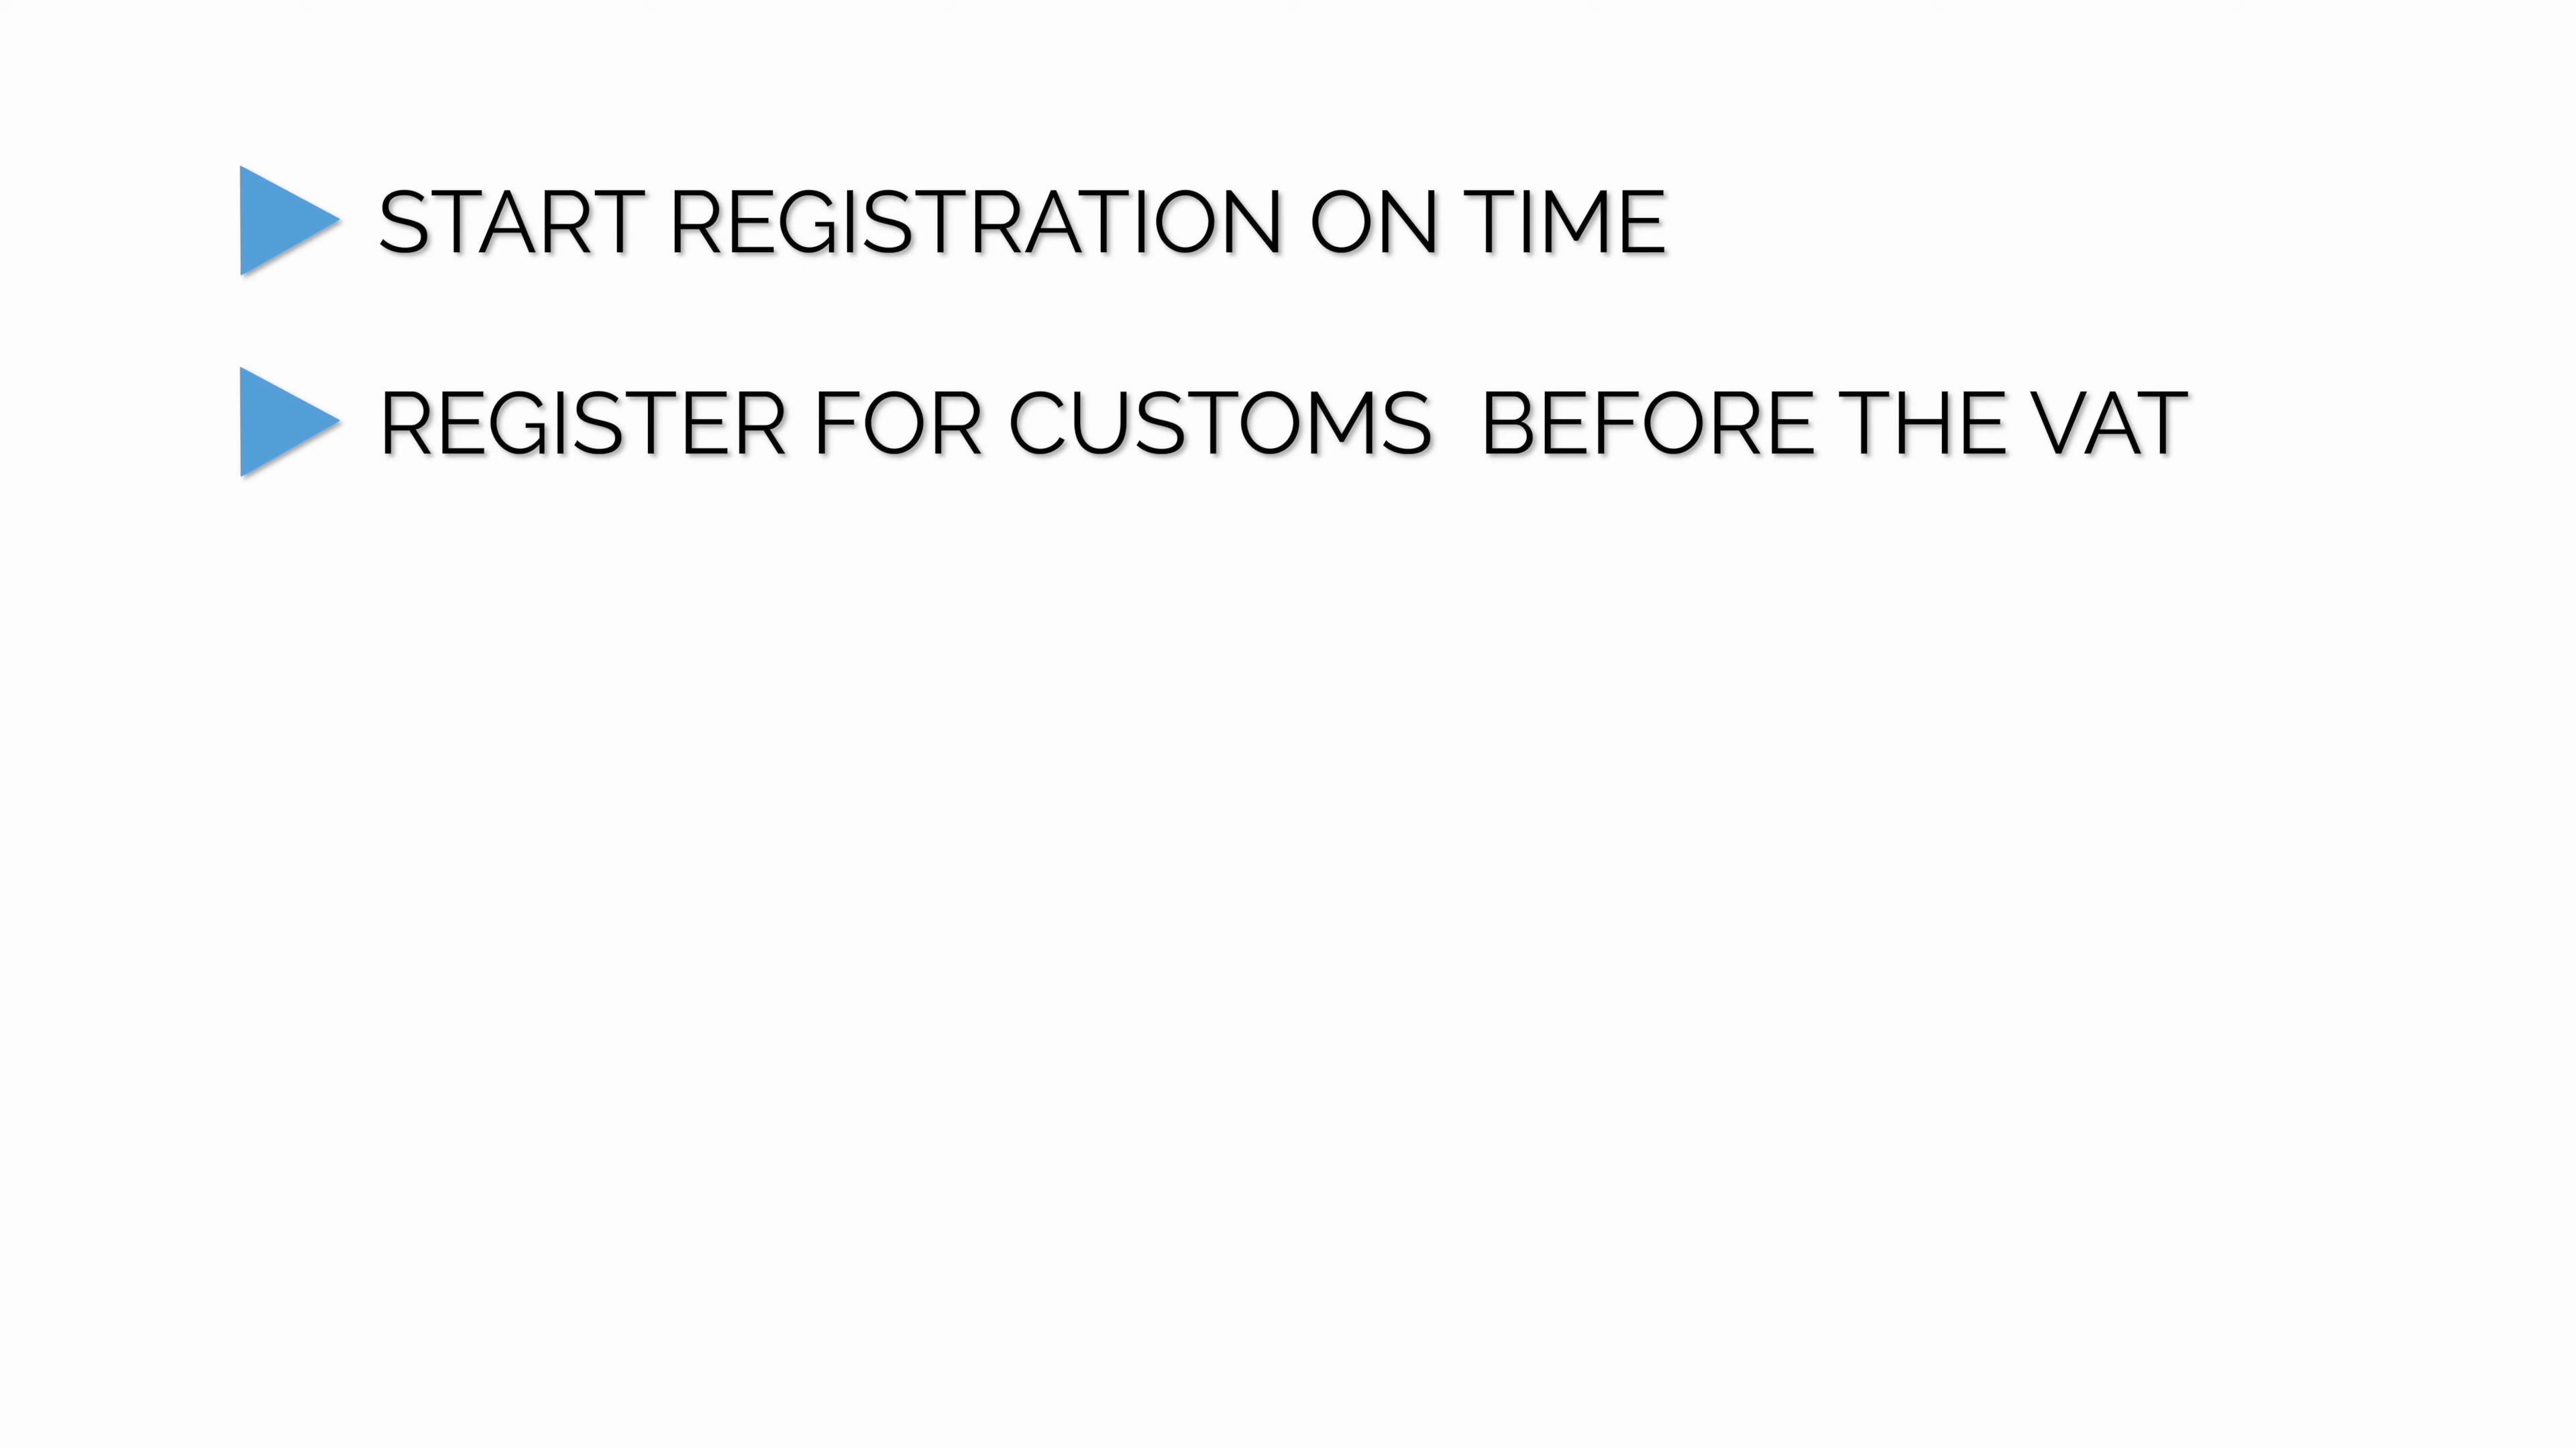 START REGISTRATION ON TIME
REGISTER FOR CUSTOMS  BEFORE THE VAT